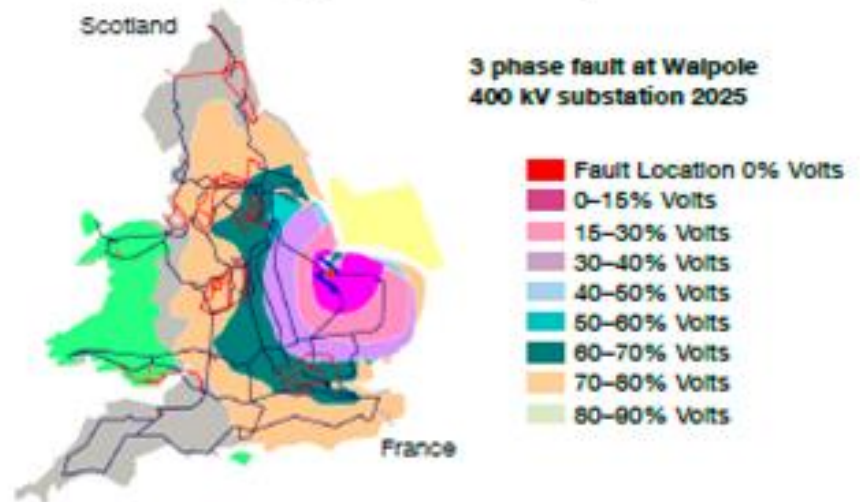 Scotland
3 phase fault at Walpole
400 kV substation 2025
Fault Location 0% Volts
0–15% Volts
15–30% Volts
30–40% Volts
40–50% Volts
50–60% Volts
60–70% Volts
70–80% Volts
80–90% Volts
France